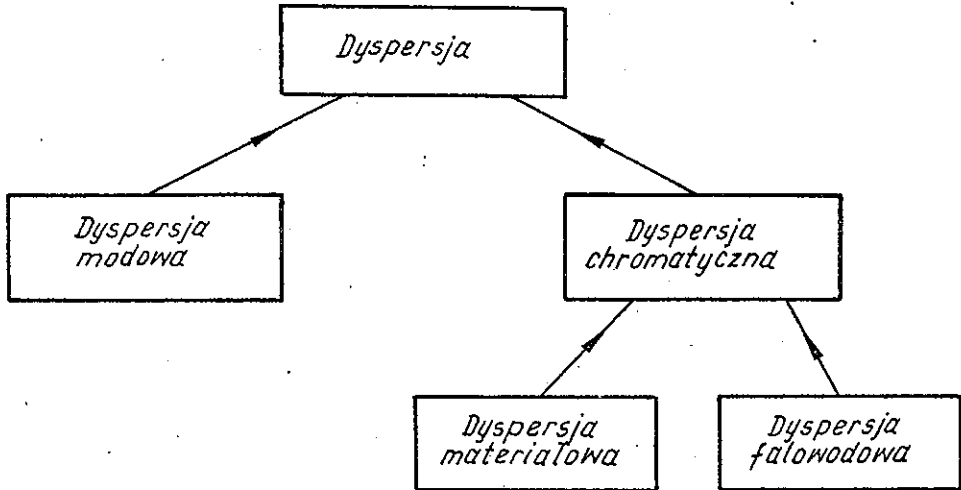 Dyspersja
Dyspersja
modowa
Dyspersja
chromatyczna
Dyspersja
materiałowa
Dyspersja
falowodowa